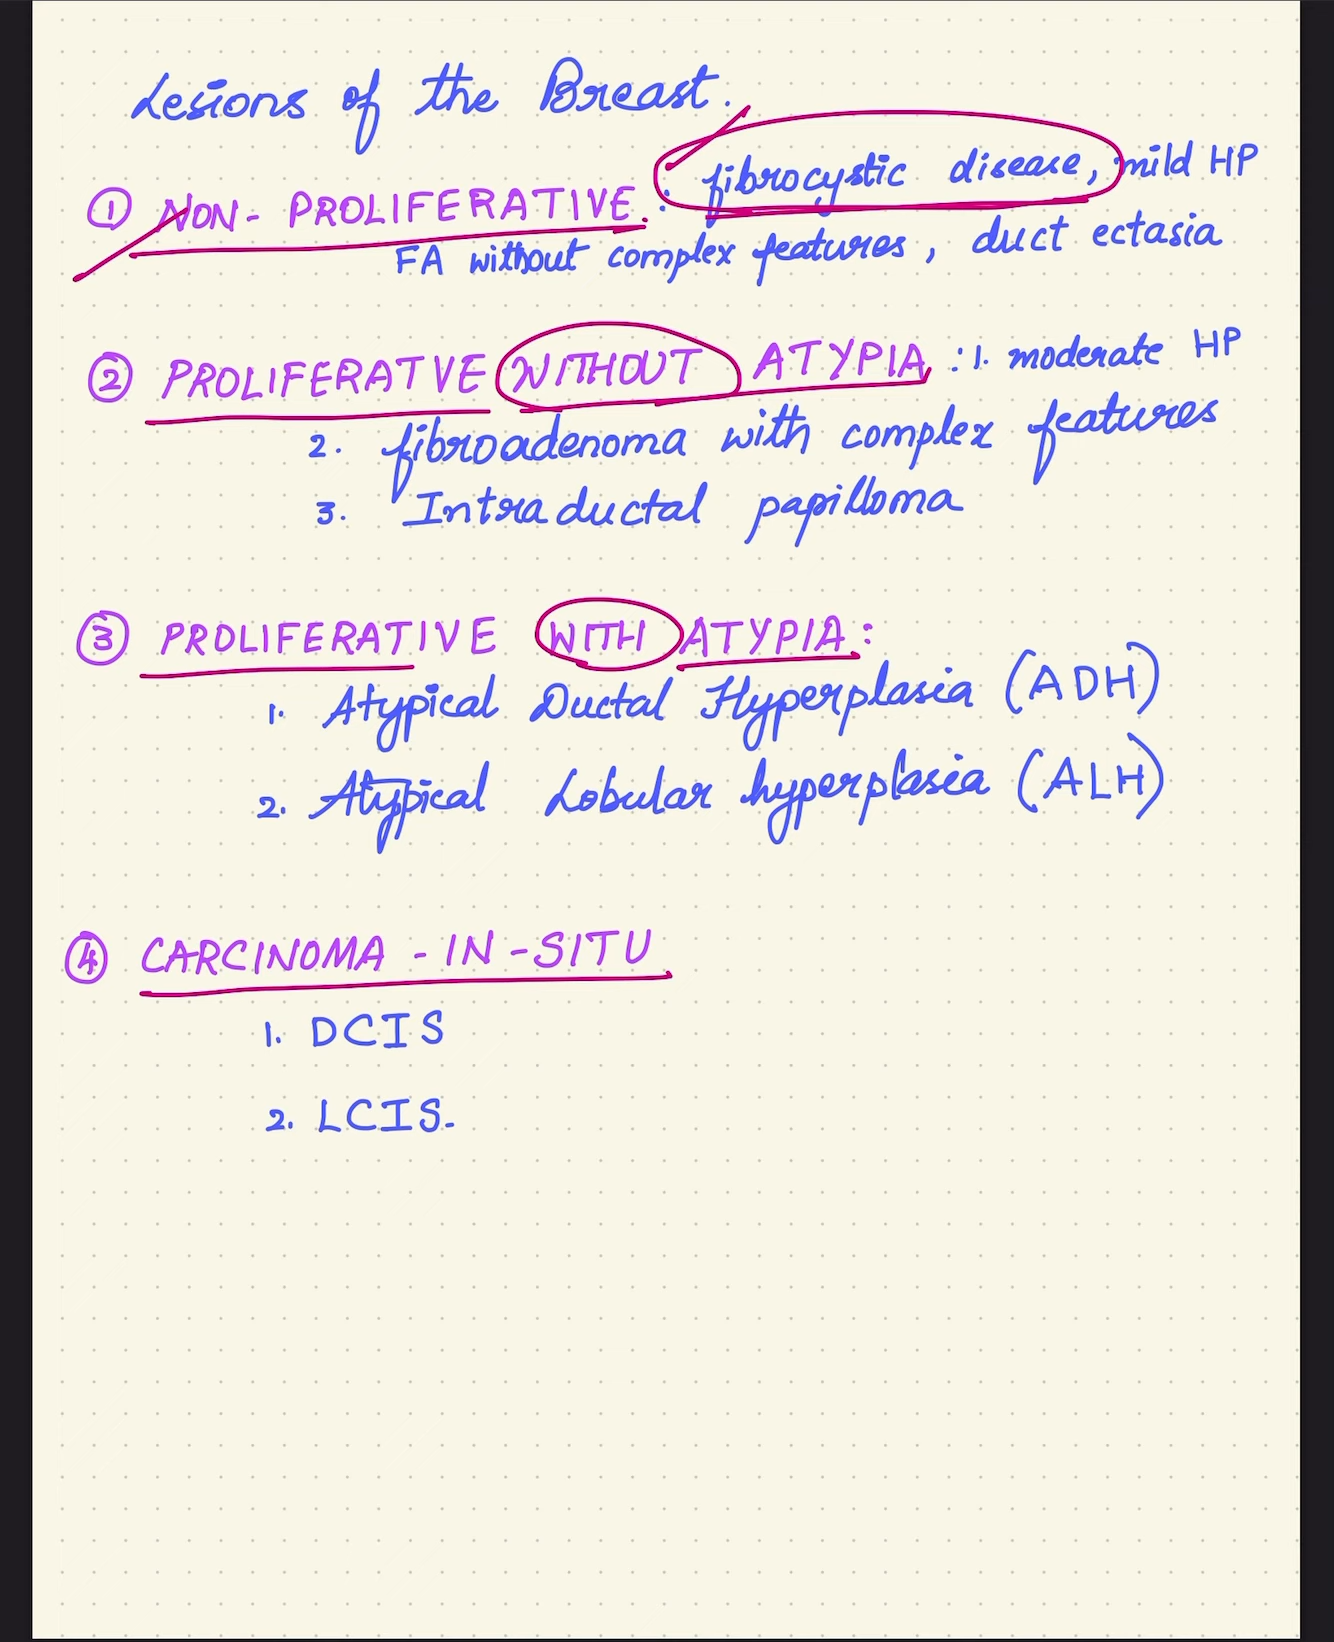 Lesions of the Breast.
① NON - PROLIFERATIVE. : fibrocystic disease, mild HP
FA without complex features, duct ectasia
② PROLIFERATVE WITHOUT ATYPIA : 1. moderate HP
2. fibroadenoma with complex features
3. Intraductal papilloma
③ PROLIFERATIVE WITH ATYPIA :
1. Atypical Ductal Hyperplasia (ADH)
2. Atypical Lobular hyperplasia (ALH)
④ CARCINOMA - IN - SITU
1. DCIS
2. LCIS.